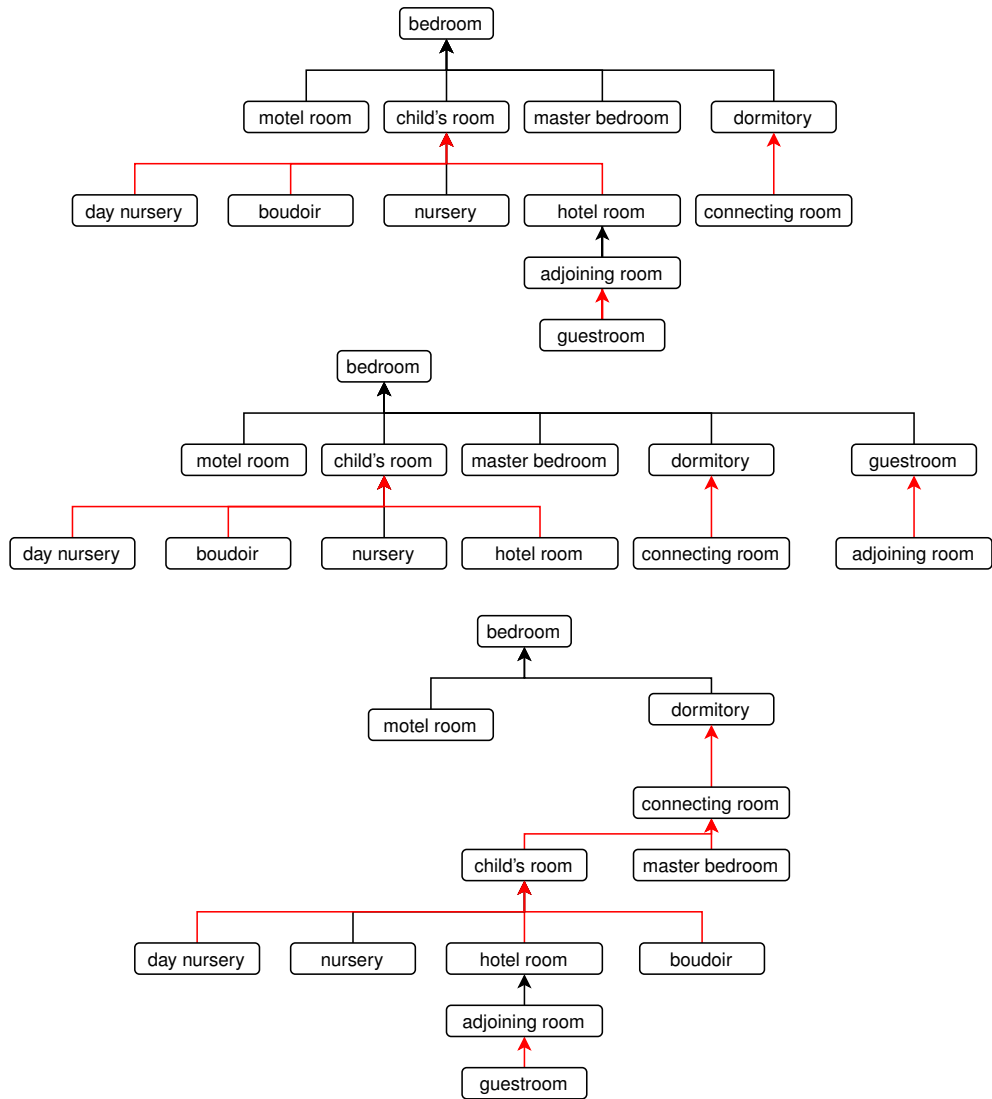 bedroom
motel room
child's room
master bedroom
dormitory
day nursery
boudoir
nursery
hotel room
connecting room
adjoining room
guestroom
bedroom
motel room
child's room
master bedroom
dormitory
guestroom
day nursery
boudoir
nursery
hotel room
connecting room
adjoining room
bedroom
motel room
dormitory
connecting room
child's room
master bedroom
day nursery
nursery
hotel room
boudoir
adjoining room
guestroom